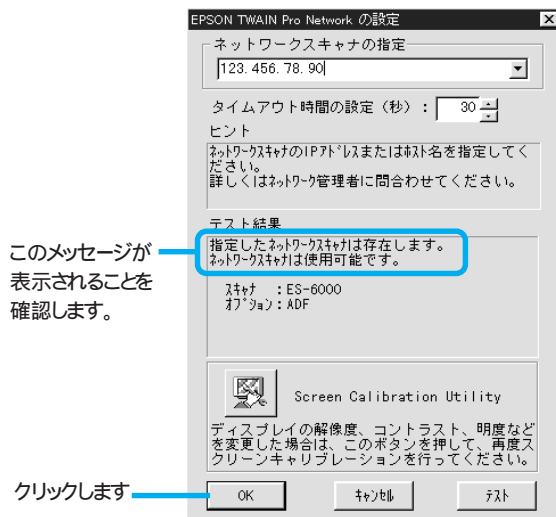 EPSON TWAIN Pro Network の設定
ネットワークスキャナの指定
123. 456. 78. 90
タイムアウト時間の設定（秒）： 30
ヒント
ﾈｯﾄﾜｰｸｽｷｬﾅのIPｱﾄﾞﾚｽまたはﾎｽﾄ名を指定してく
ださい。
詳しくはﾈｯﾄﾜｰｸ管理者に問合わせてください。
テスト結果
指定したﾈｯﾄﾜｰｸｽｷｬﾅは存在します。
ﾈｯﾄﾜｰｸｽｷｬﾅは使用可能です。
このメッセージが
表示されることを
確認します。
ｽｷｬﾅ ：ES-6000
ｵﾌﾟｼｮﾝ：ADF
Screen Calibration Utility
ディスプレイの解像度、コントラスト、明度など
を変更した場合は、このボタンを押して、再度ス
クリーンキャリブレーションを行ってください。
クリックします
OK ｷｬﾝｾﾙ ﾃｽﾄ